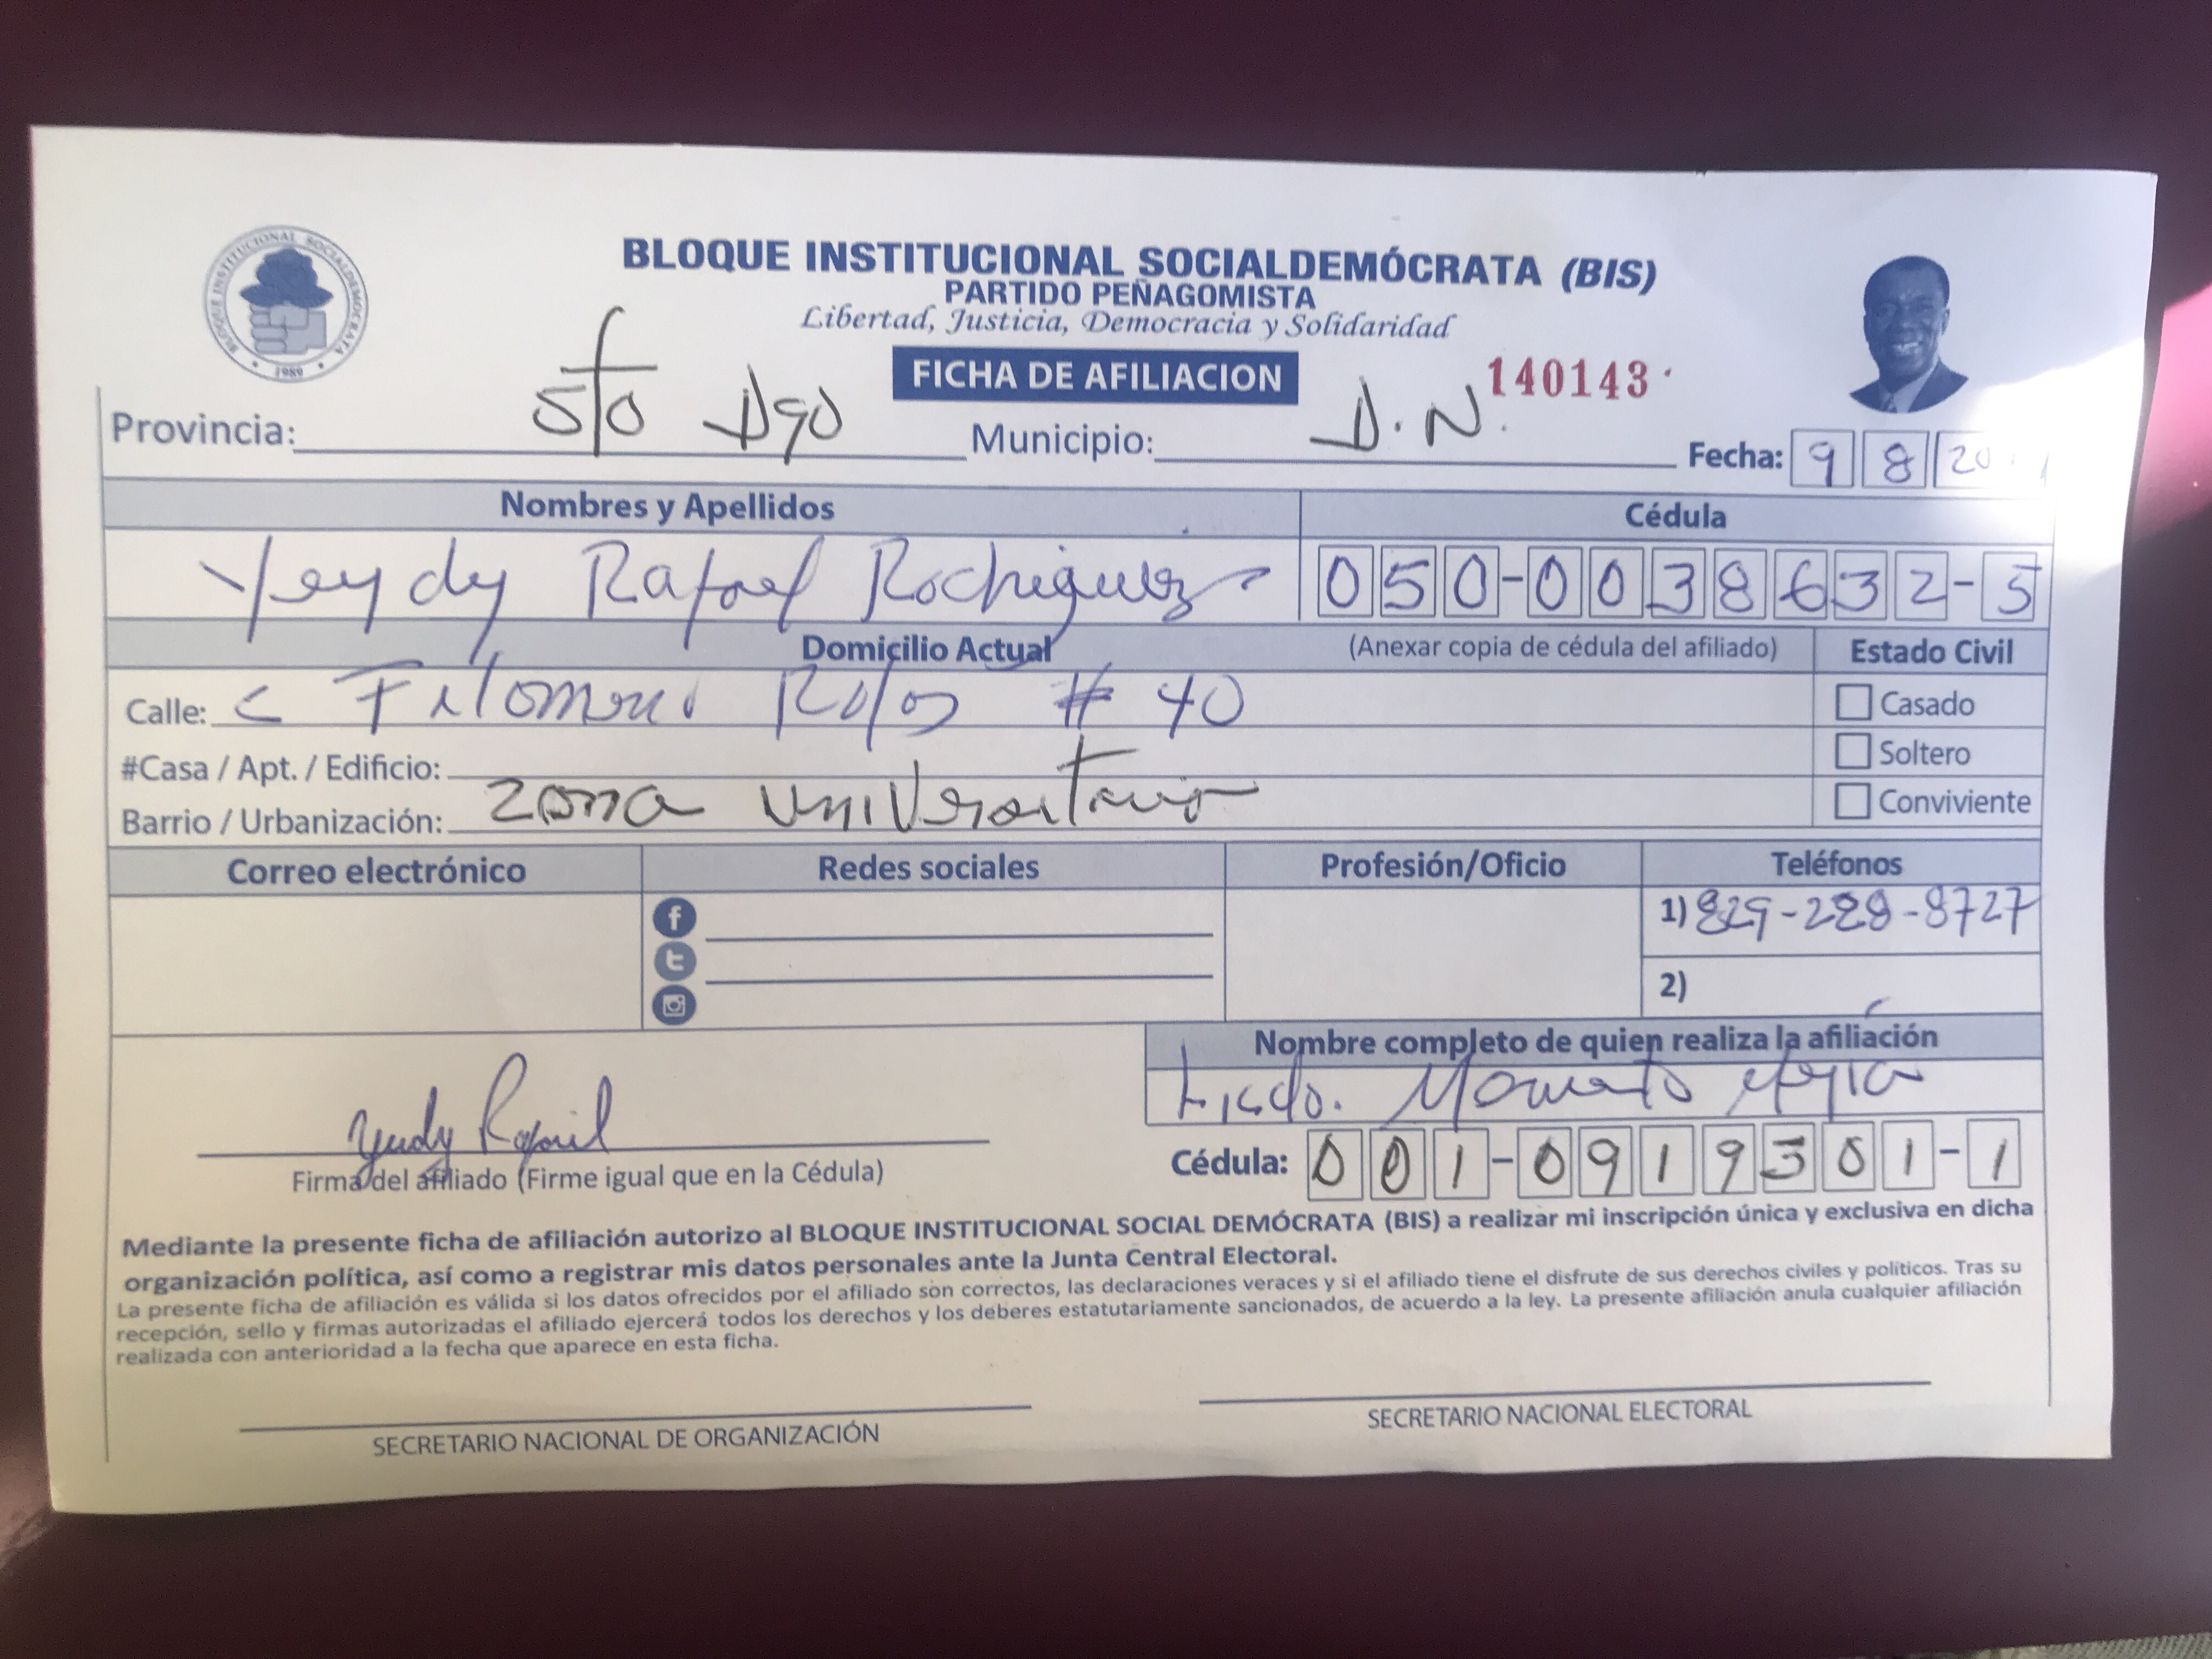 BLOQUE INSTITUCIONAL SOCIALDEMOCRATA
1989
BLOQUE INSTITUCIONAL SOCIALDEMÓCRATA (BIS)
PARTIDO PEÑAGOMISTA
Libertad, Justicia, Democracia y Solidaridad
FICHA DE AFILIACION
140143
Provincia: Sto Dgo Municipio: D.N. Fecha: 9 8 20
Nombres y Apellidos Cédula
Yeydy Rafael Rodriguez 050-0038632-5
Domicilio Actual (Anexar copia de cédula del afiliado) Estado Civil
Calle: C # 40 Casado
#Casa / Apt. / Edificio: Soltero
Barrio / Urbanización: Zona Universitaria Conviviente
Correo electrónico Redes sociales Profesión/Oficio Teléfonos
1) 829-228-8727
2)
Nombre completo de quien realiza la afiliación
Licdo. Mejía
Firma del afiliado (Firme igual que en la Cédula)
Cédula: 001-0919301-1
Mediante la presente ficha de afiliación autorizo al BLOQUE INSTITUCIONAL SOCIAL DEMÓCRATA (BIS) a realizar mi inscripción única y exclusiva en dicha
organización política, así como a registrar mis datos personales ante la Junta Central Electoral.
La presente ficha de afiliación es válida si los datos ofrecidos por el afiliado son correctos, las declaraciones veraces y si el afiliado tiene el disfrute de sus derechos civiles y políticos. Tras su
recepción, sello y firmas autorizadas el afiliado ejercerá todos los derechos y los deberes estatutariamente sancionados, de acuerdo a la ley. La presente afiliación anula cualquier afiliación
realizada con anterioridad a la fecha que aparece en esta ficha.
SECRETARIO NACIONAL DE ORGANIZACIÓN SECRETARIO NACIONAL ELECTORAL